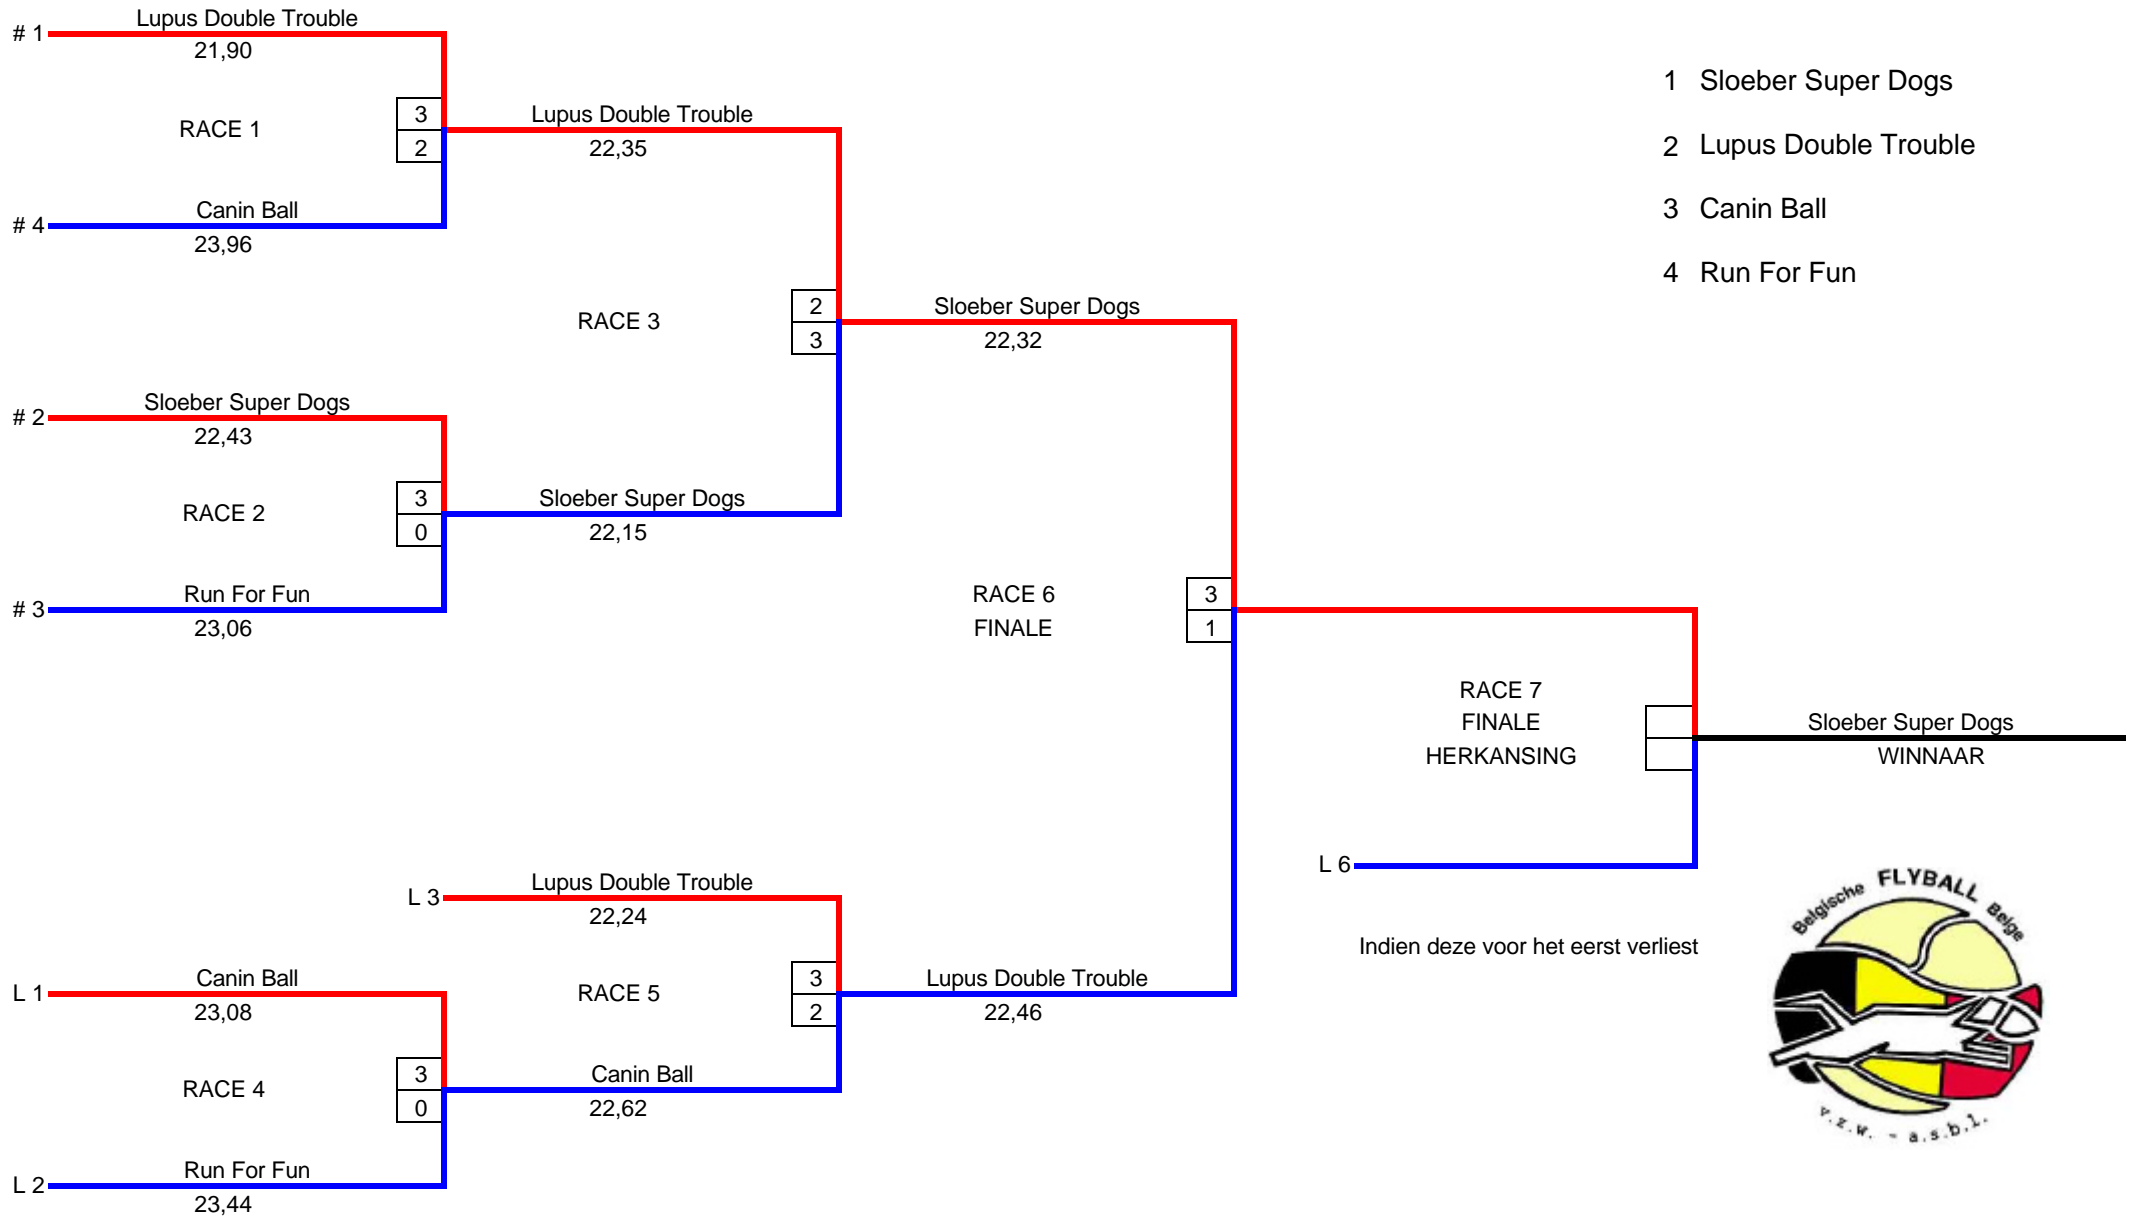 Lupus Double Trouble
# 1
21,90
RACE 1
3
2
Canin Ball
# 4
23,96
Lupus Double Trouble
22,35
RACE 3
2
3
Sloeber Super Dogs
# 2
22,43
RACE 2
3
0
Run For Fun
# 3
23,06
Sloeber Super Dogs
22,15
Sloeber Super Dogs
22,32
RACE 6
FINALE
3
1
L 3
Lupus Double Trouble
22,24
RACE 5
3
2
Canin Ball
L 1
23,08
RACE 4
3
0
Run For Fun
L 2
23,44
Canin Ball
22,62
Lupus Double Trouble
22,46
RACE 7
FINALE
HERKANSING
L 6
Indien deze voor het eerst verliest
Sloeber Super Dogs
WINNAAR
1 Sloeber Super Dogs
2 Lupus Double Trouble
3 Canin Ball
4 Run For Fun
Belgische FLYBALL Belge
v.z.w. - a.s.b.l.